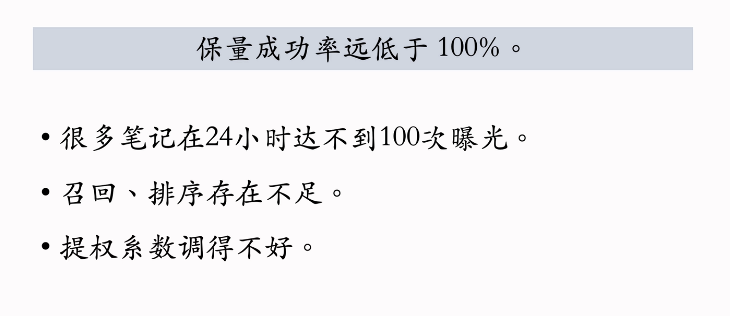 保量成功率远低于 100%。
• 很多笔记在24小时达不到100次曝光。
• 召回、排序存在不足。
• 提权系数调得不好。